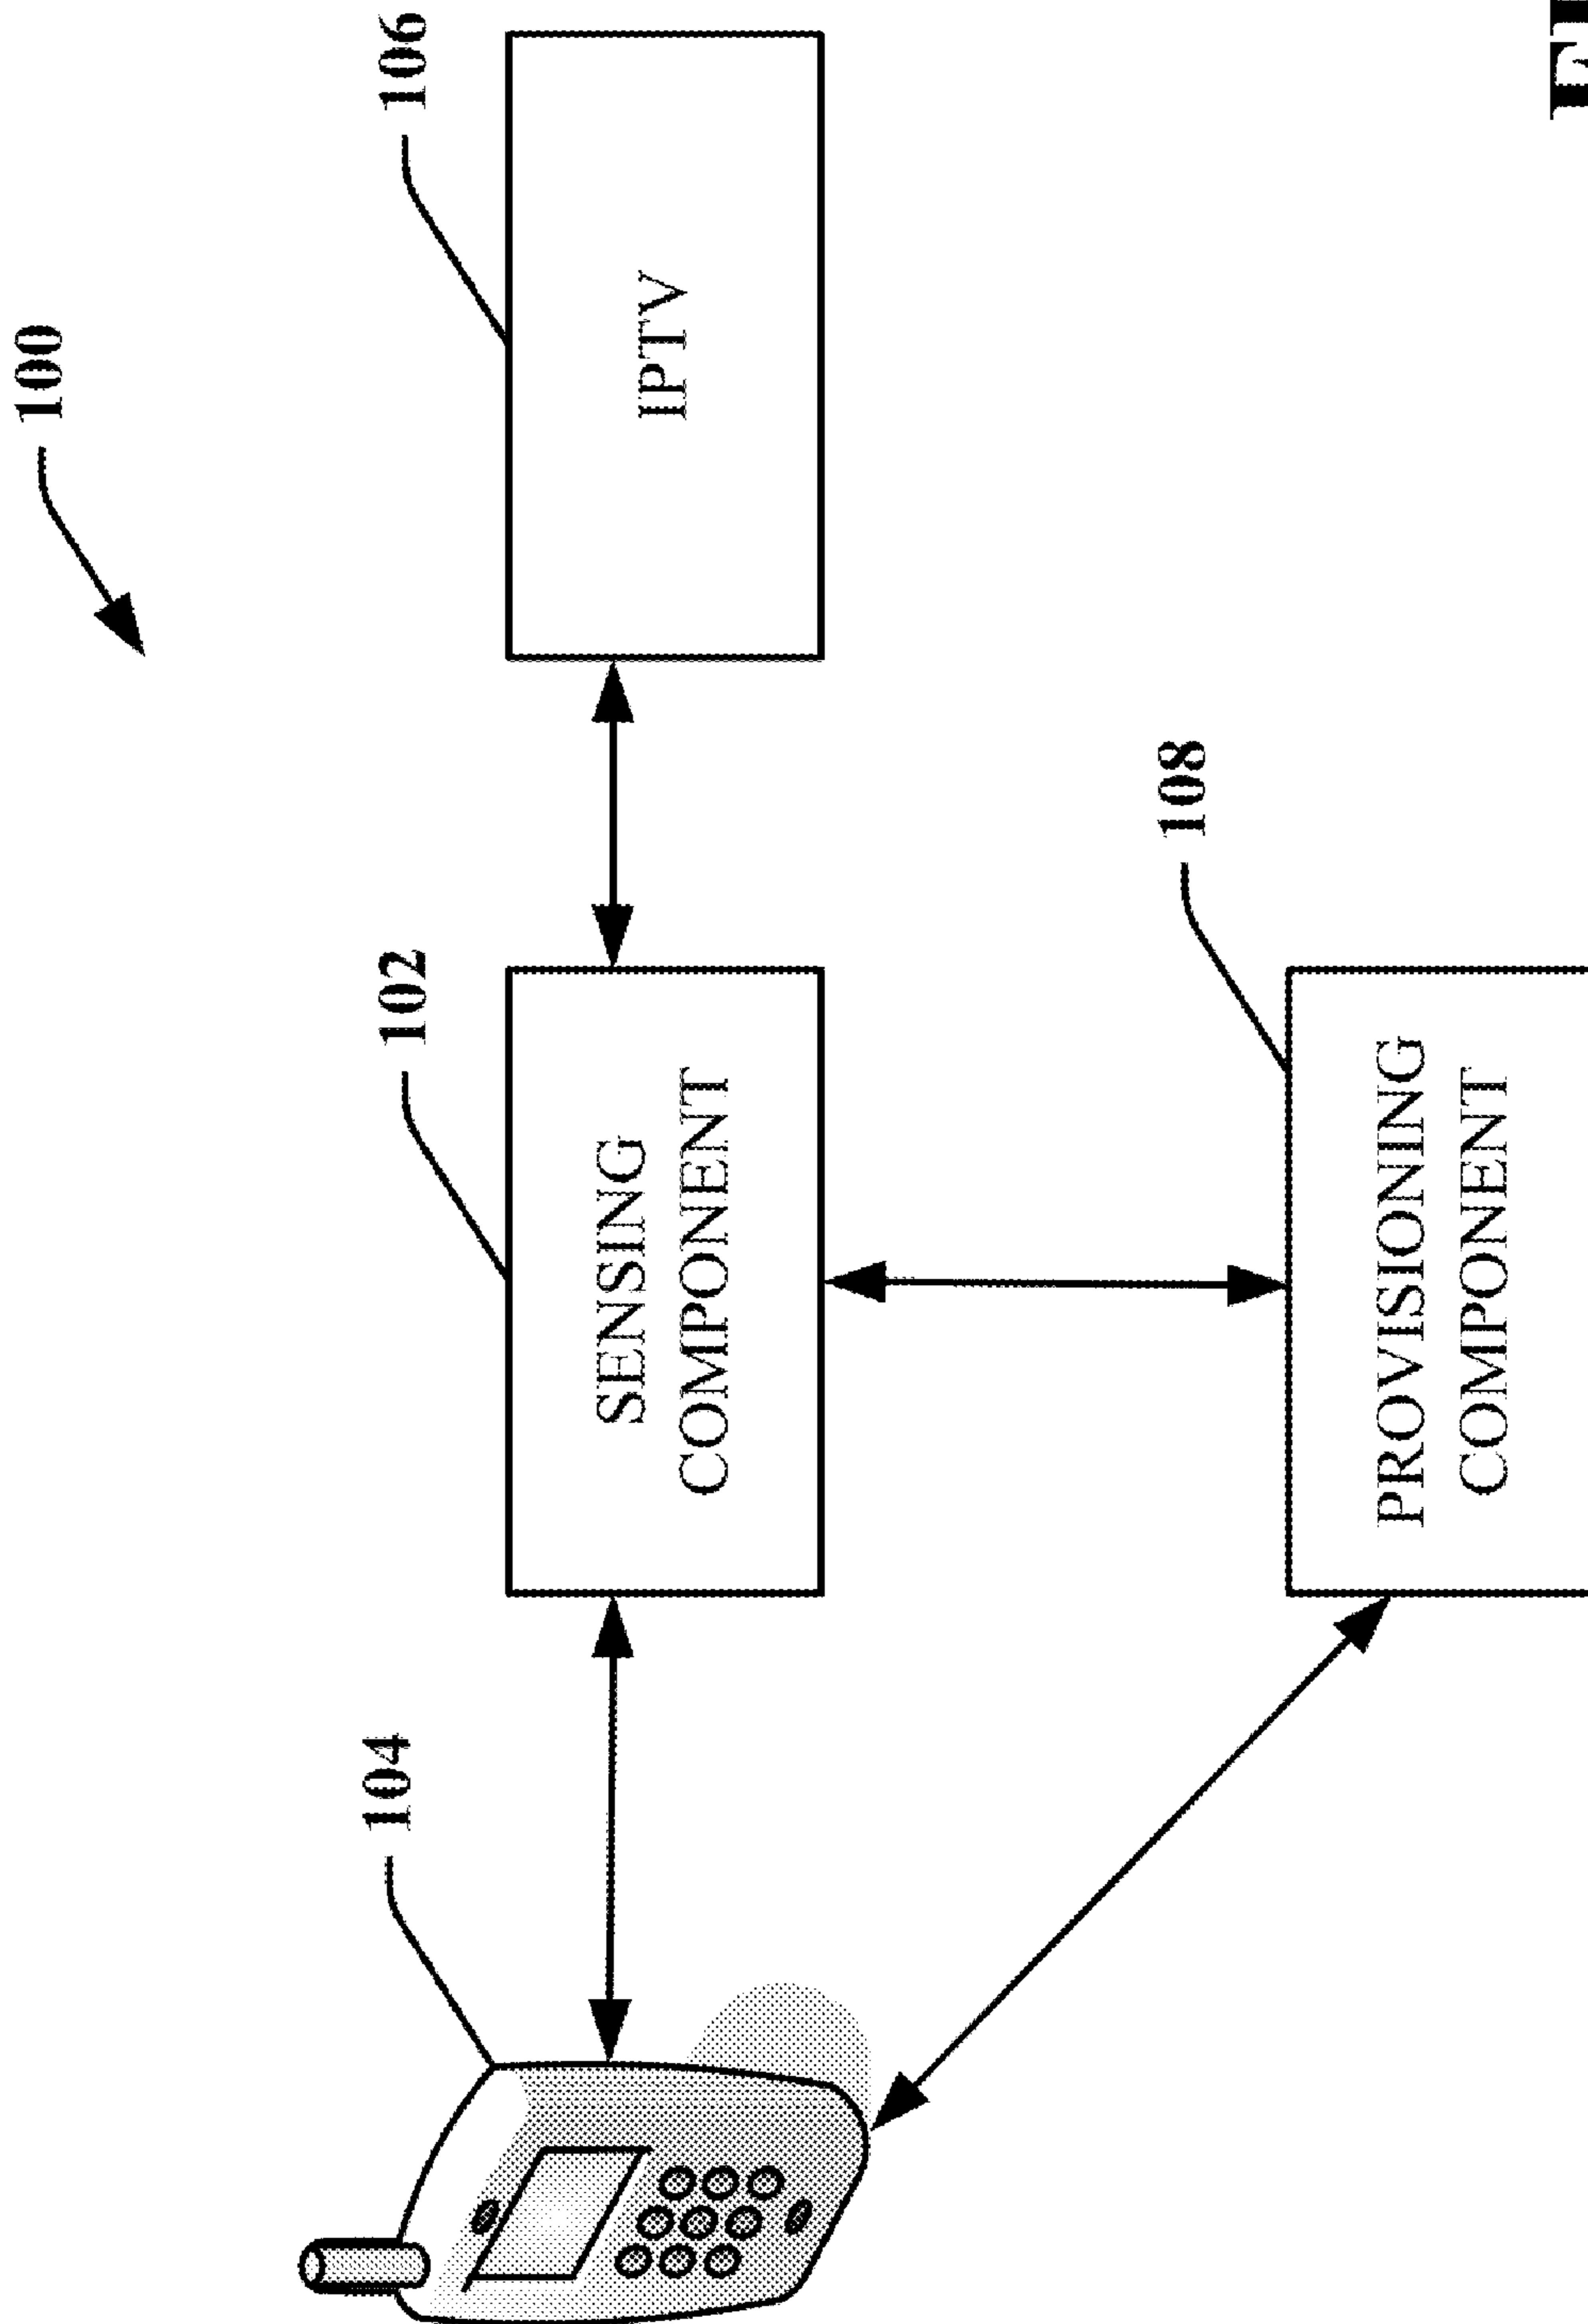 100
104
102
106
SENSING
COMPONENT
IPTV
108
PROVISIONING
COMPONENT